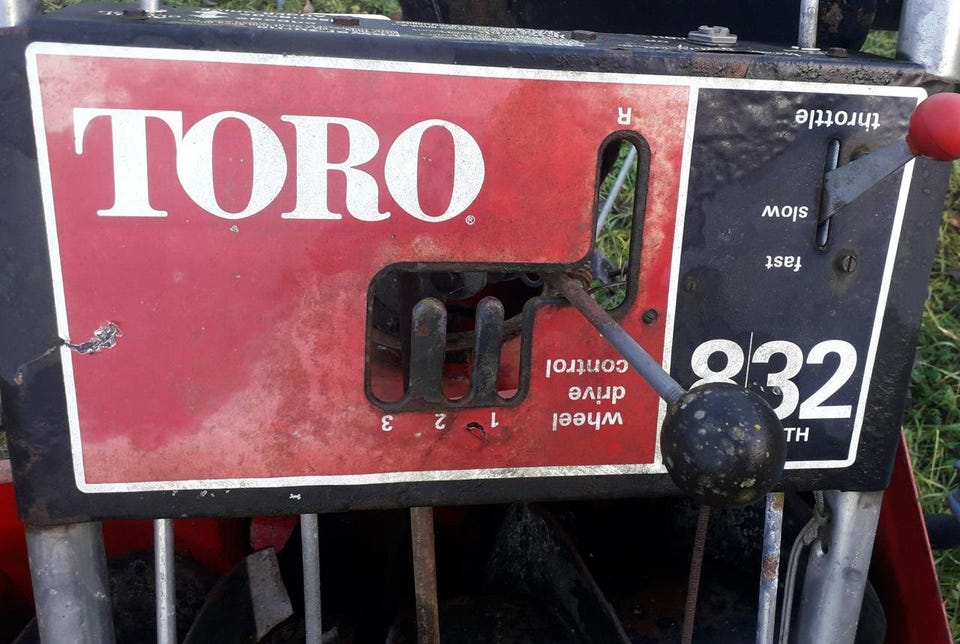 TORO®
R
throttle
slow
fast
832
TH
wheel
drive
control
1 2 3